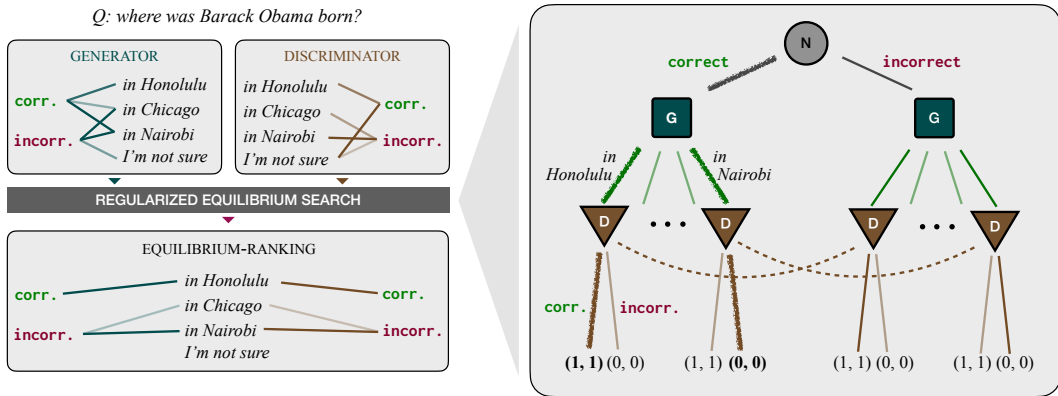 Q: where was Barack Obama born?
GENERATOR
corr.
incorr.
in Honolulu
in Chicago
in Nairobi
I'm not sure
DISCRIMINATOR
in Honolulu
in Chicago
in Nairobi
I'm not sure
corr.
incorr.
REGULARIZED EQUILIBRIUM SEARCH
EQUILIBRIUM-RANKING
corr.
incorr.
in Honolulu
in Chicago
in Nairobi
I'm not sure
corr.
incorr.
N
correct
incorrect
G
G
in
Honolulu
in
Nairobi
D
• • •
D
D
• • •
D
corr.
incorr.
(1, 1) (0, 0)
(1, 1) (0, 0)
(1, 1) (0, 0)
(1, 1) (0, 0)